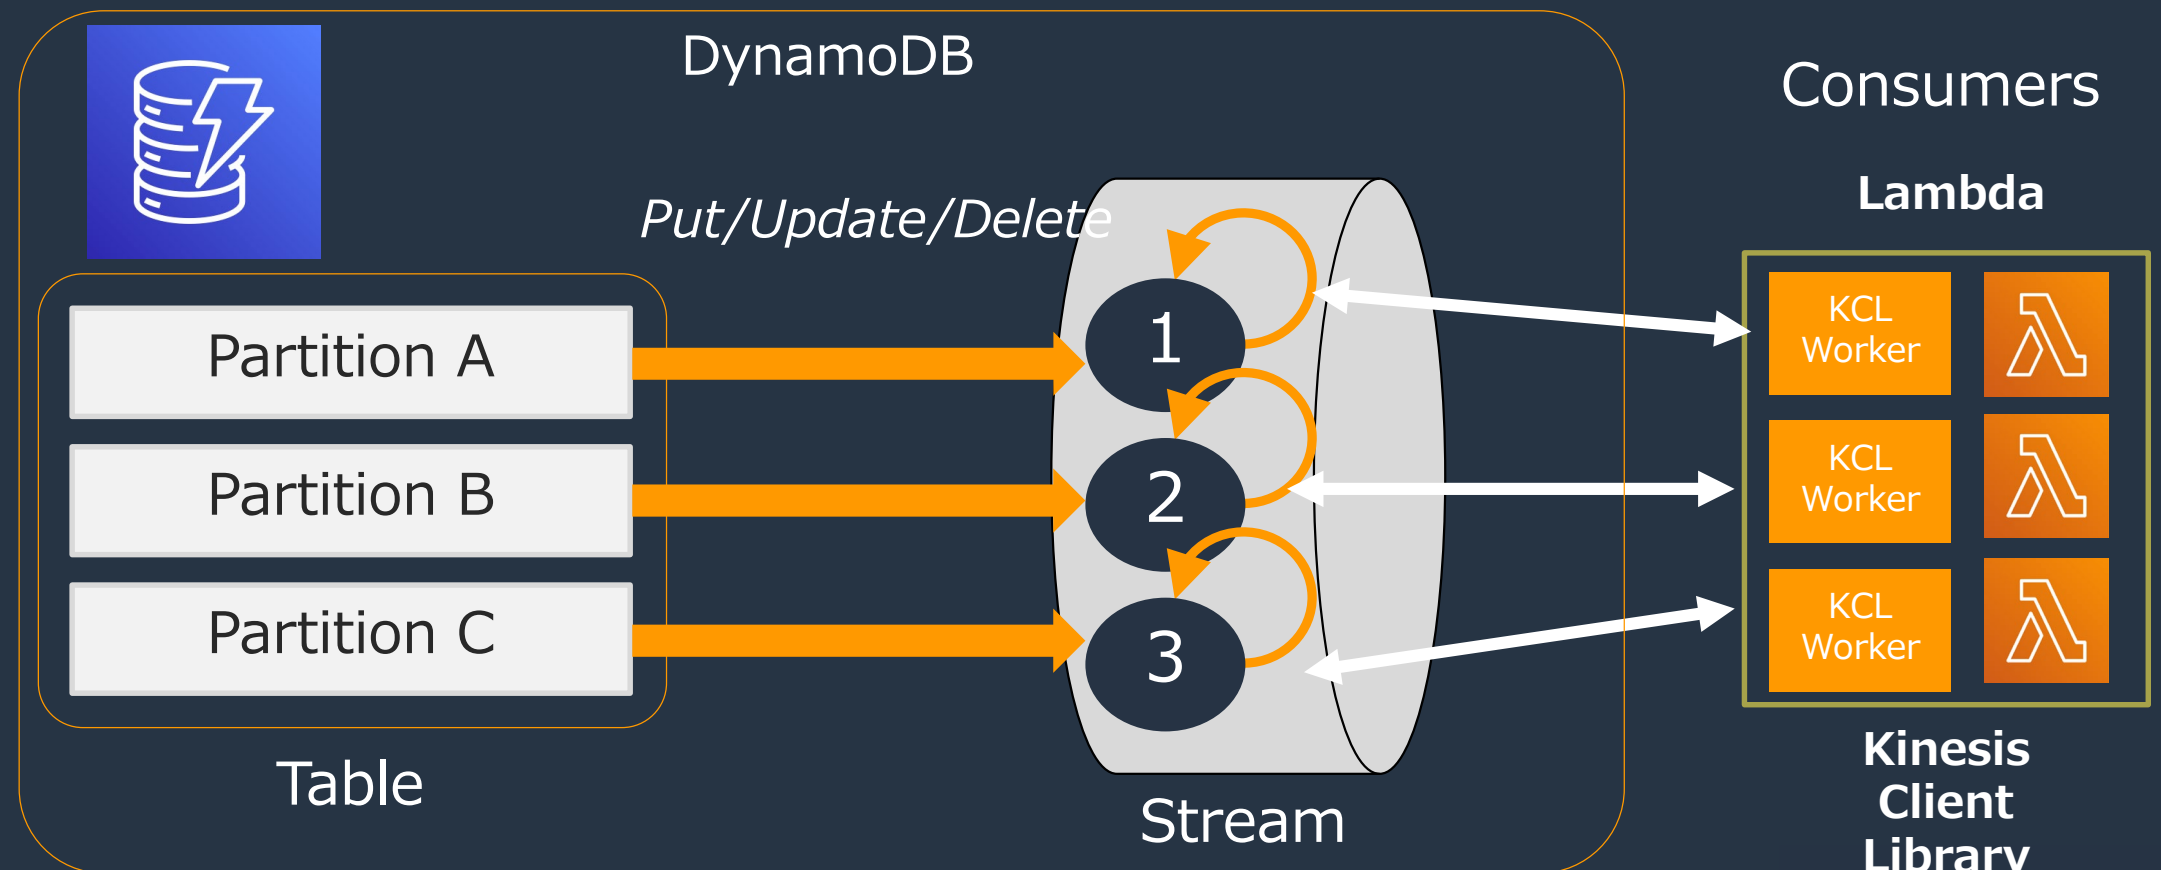 DynamoDB
Consumers
Lambda
Put/Update/Delete
Partition A
Partition B
Partition C
Table
1
2
3
Stream
KCL
Worker
KCL
Worker
KCL
Worker
Kinesis
Client
Library